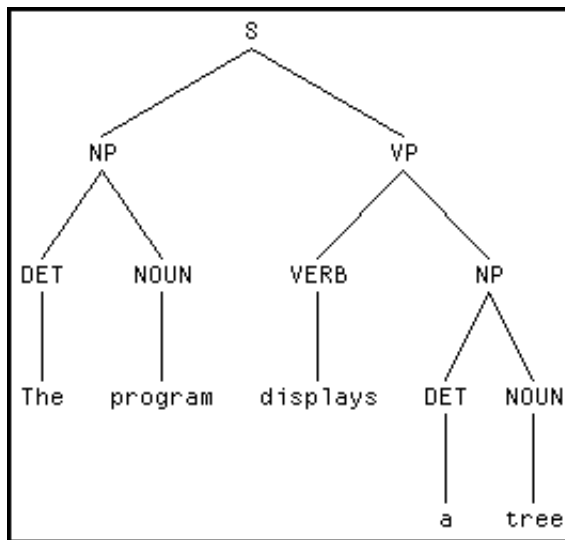 S
NP VP
DET NOUN VERB NP
The program displays DET NOUN
a tree